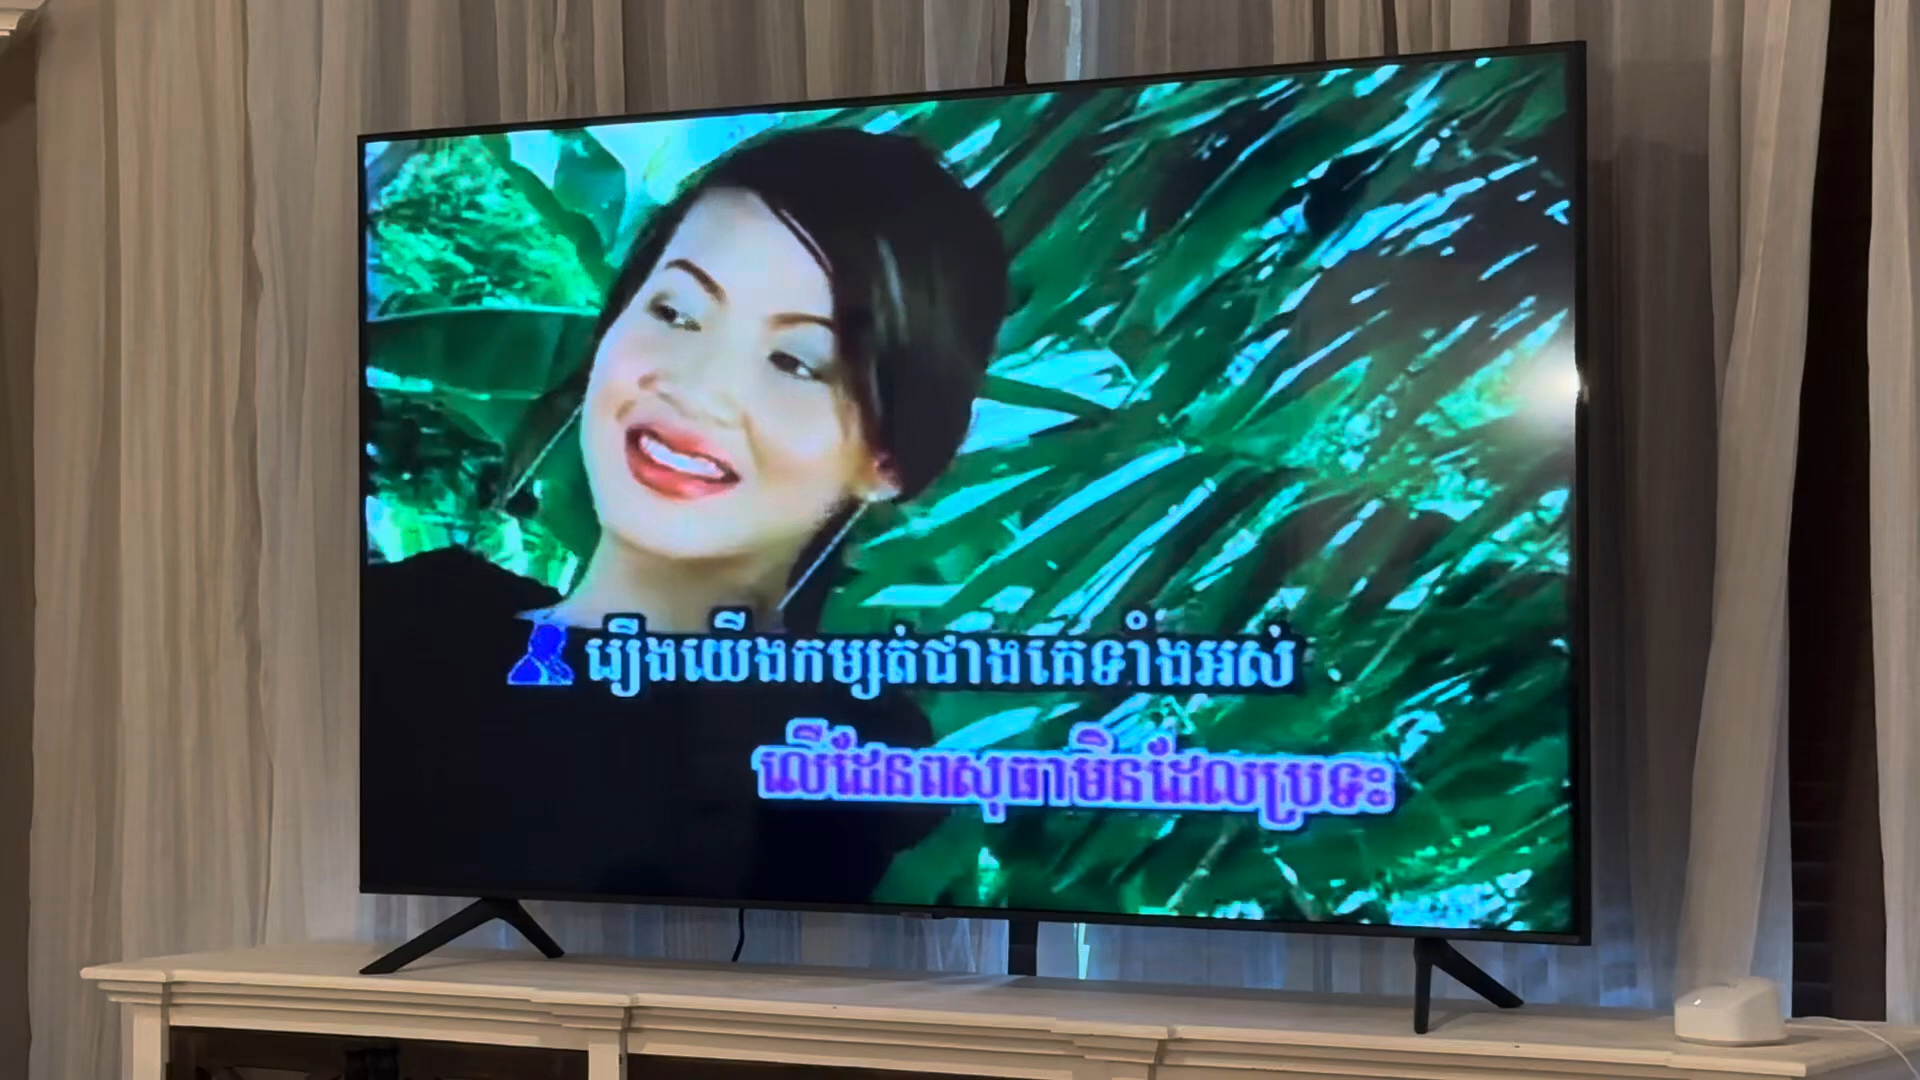 រឿងយើងកម្សត់ជាងគេទាំងអស់
លើដែនពសុធាមិនដែលប្រទះ